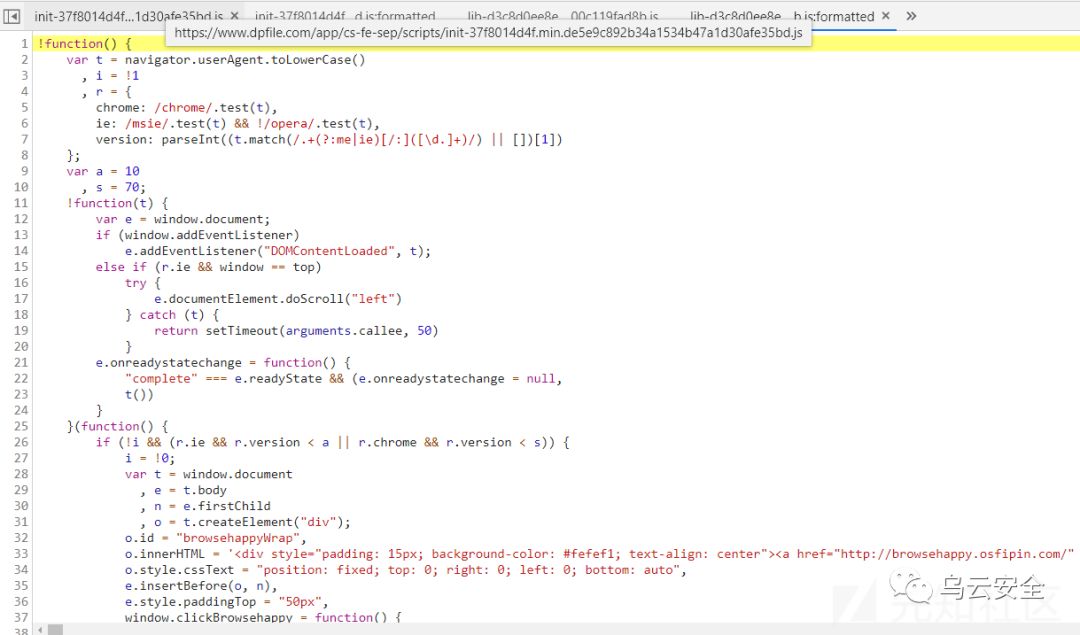 init-37f8014d4f...1d30afe35bd.js × init-37f8014d4f...d.js:formatted lib-d3c8d0ee8e...00c119fad8b.js lib-d3c8d0ee8e...b.js:formatted × »
https://www.dpfile.com/app/cs-fe-sep/scripts/init-37f8014d4f.min.de5e9c892b34a1534b47a1d30afe35bd.js
1 !function() {
2 var t = navigator.userAgent.toLowerCase()
3 , i = !1
4 , r = {
5 chrome: /chrome/.test(t),
6 ie: /msie/.test(t) && !/opera/.test(t),
7 version: parseInt((t.match(/.+(?:me|ie)[/:]([\d.]+)/) || [])[1])
8 };
9 var a = 10
10 , s = 70;
11 !function(t) {
12 var e = window.document;
13 if (window.addEventListener)
14 e.addEventListener("DOMContentLoaded", t);
15 else if (r.ie && window == top)
16 try {
17 e.documentElement.doScroll("left")
18 } catch (t) {
19 return setTimeout(arguments.callee, 50)
20 }
21 e.onreadystatechange = function() {
22 "complete" === e.readyState && (e.onreadystatechange = null,
23 t())
24 }
25 }(function() {
26 if (!i && (r.ie && r.version < a || r.chrome && r.version < s)) {
27 i = !0;
28 var t = window.document
29 , e = t.body
30 , n = e.firstChild
31 , o = t.createElement("div");
32 o.id = "browsehappyWrap",
33 o.innerHTML = '<div style="padding: 15px; background-color: #fefef1; text-align: center"><a href="http://browsehappy.osfipin.com/"
34 o.style.cssText = "position: fixed; top: 0; right: 0; left: 0; bottom: auto",
35 e.insertBefore(o, n),
36 e.style.paddingTop = "50px",
37 window.clickBrowsehappy = function() {
38
乌云安全
先知社区